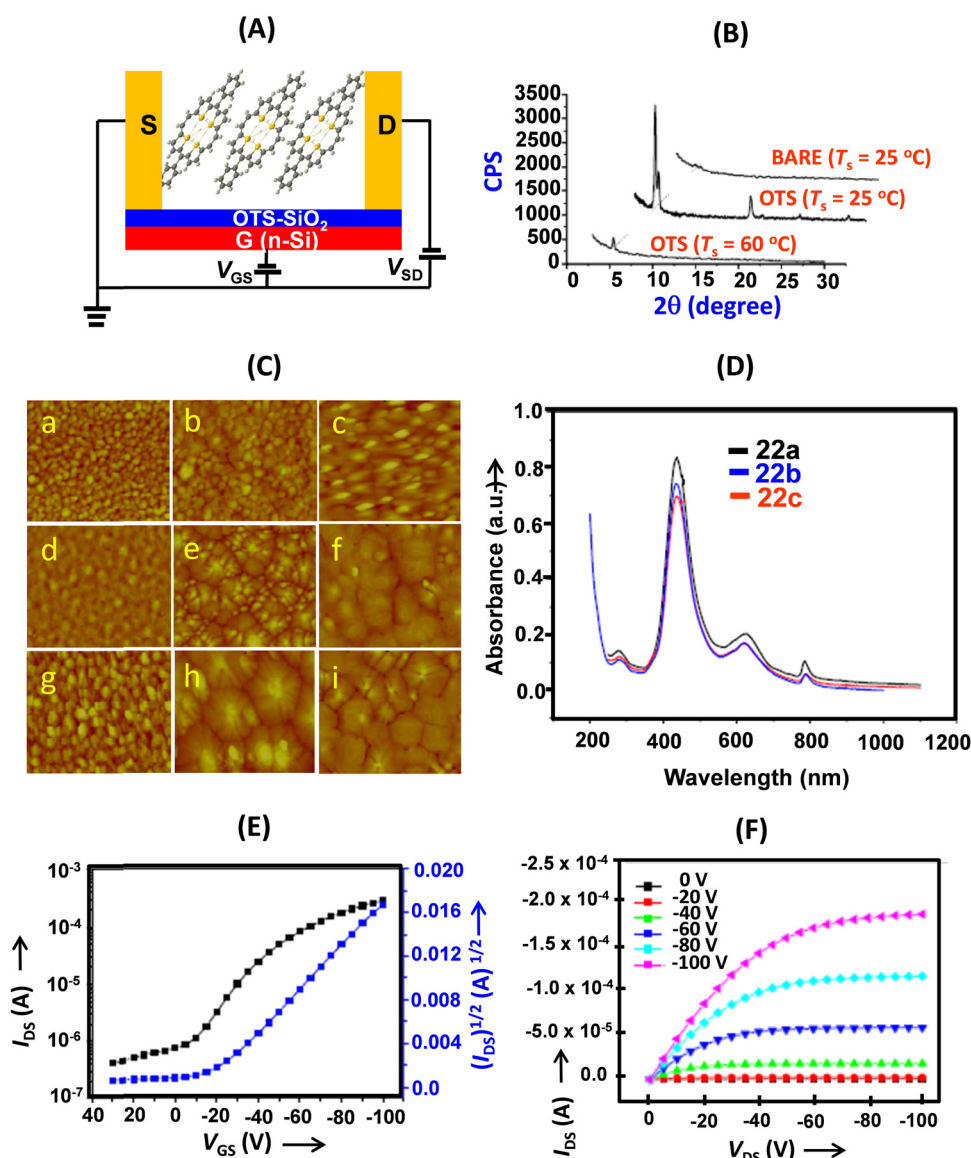 (A)
S
D
OTS-SiO2
G (n-Si)
VGS
VSD
(B)
CPS
3500
3000
2500
2000
1500
1000
500
0
BARE (Ts = 25 °C)
OTS (Ts = 25 °C)
OTS (Ts = 60 °C)
0 5 10 15 20 25 30
2θ (degree)
(C)
a b c
d e f
g h i
(D)
Absorbance (a.u.)→
1.0
0.8
0.6
0.4
0.2
0.0
22a
22b
22c
200 400 600 800 1000 1200
Wavelength (nm)
(E)
IDS (A) →
10-3
10-4
10-5
10-6
10-7
0.020
0.016
0.012
0.008
0.004
0.0
(IDS)1/2 (A)1/2→
40 20 0 -20 -40 -60 -80 -100
VGS (V) →
(F)
IDS (A) →
-2.5 x 10-4
-2.0 x 10-4
-1.5 x 10-4
-1.0 x 10-4
-5.0 x 10-5
0.0
0 V
-20 V
-40 V
-60 V
-80 V
-100 V
0 -20 -40 -60 -80 -100
VDS (V) →